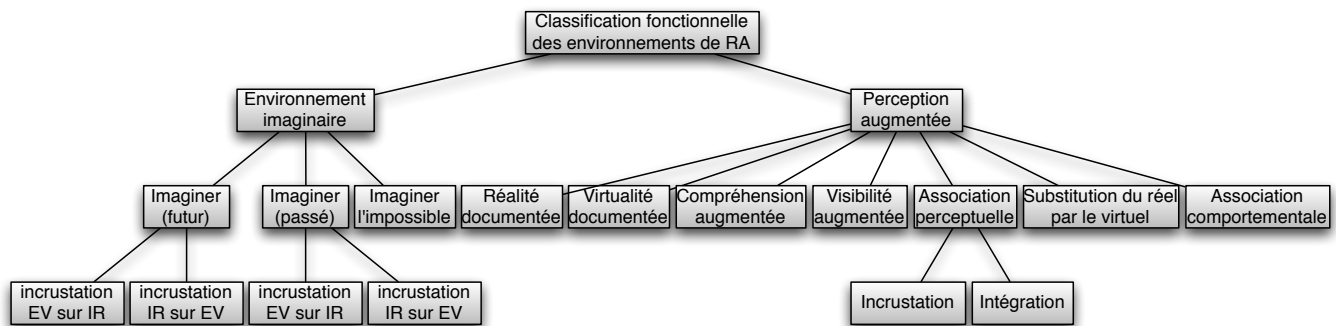 Classification fonctionnelle
des environnements de RA
Environnement
imaginaire
Perception
augmentée
Imaginer
(futur)
Imaginer
(passé)
Imaginer
l'impossible
Réalité
documentée
Virtualité
documentée
Compréhension
augmentée
Visibilité
augmentée
Association
perceptuelle
Substitution du réel
par le virtuel
Association
comportementale
incrustation
EV sur IR
incrustation
IR sur EV
incrustation
EV sur IR
incrustation
IR sur EV
Incrustation
Intégration